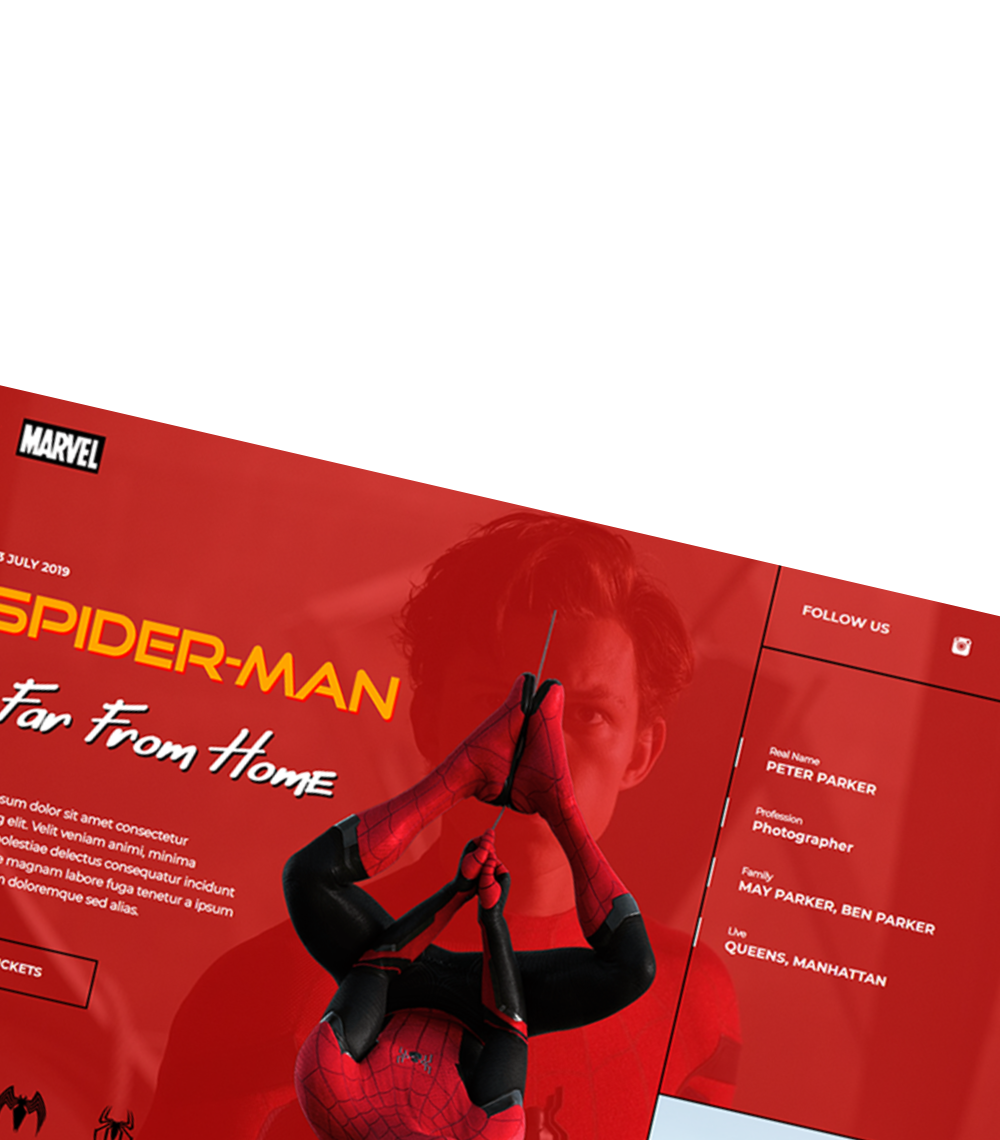 MARVEL
3 JULY 2019
SPIDER-MAN
Far From Home
sum dolor sit amet consectetur
elit. Velit veniam animi, minima
delectus consequatur incidunt
magnam labore fuga tenetur a ipsum
doloremque sed alias.
ICKETS
FOLLOW US
Real Name
PETER PARKER
Profession
Photographer
Family
MAY PARKER, BEN PARKER
Live
QUEENS, MANHATTAN